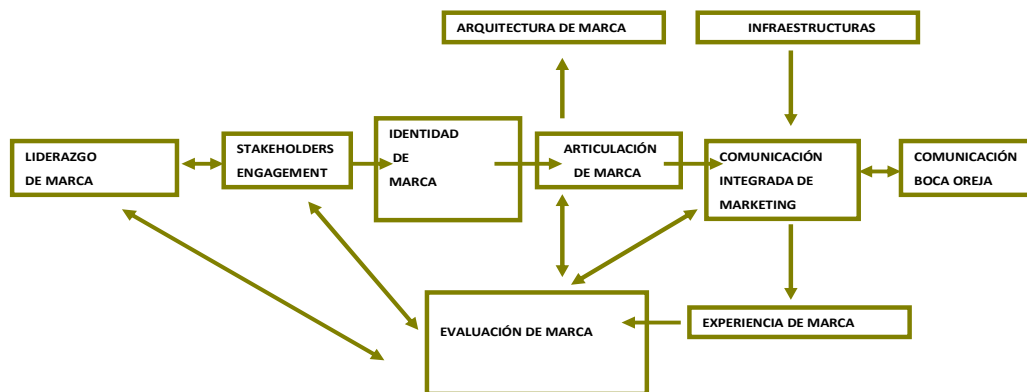 ARQUITECTURA DE MARCA
INFRAESTRUCTURAS
LIDERAZGO
DE MARCA
STAKEHOLDERS
ENGAGEMENT
IDENTIDAD
DE
MARCA
ARTICULACIÓN
DE MARCA
COMUNICACIÓN
INTEGRADA DE
MARKETING
COMUNICACIÓN
BOCA OREJA
EVALUACIÓN DE MARCA
EXPERIENCIA DE MARCA